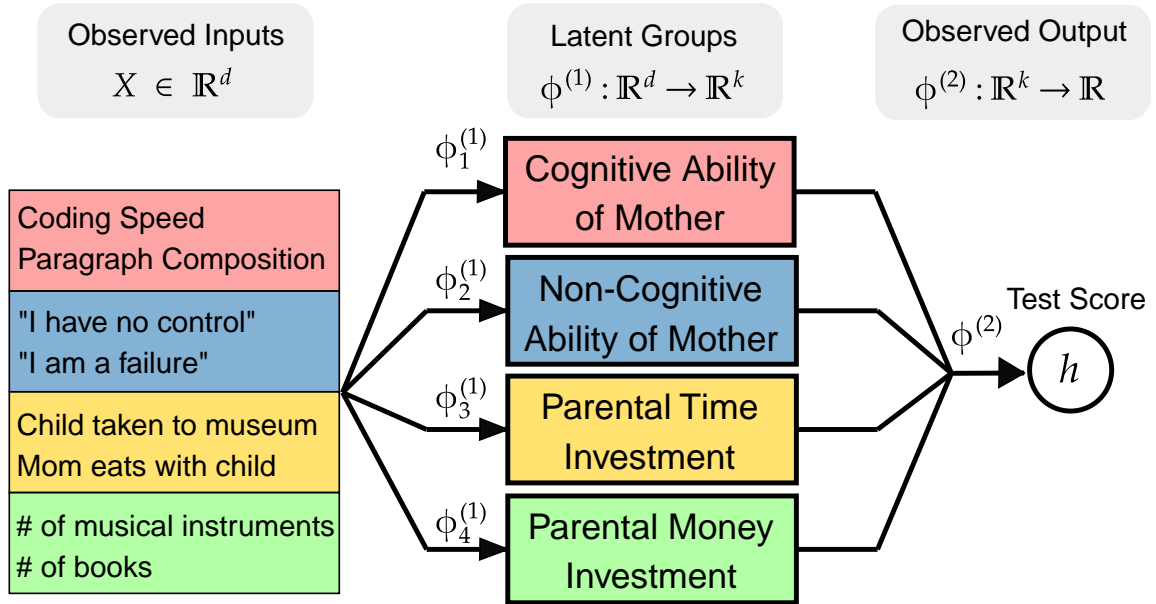 Observed Inputs
X ∈ ℝ^d
Latent Groups
ϕ^(1) : ℝ^d → ℝ^k
Observed Output
ϕ^(2) : ℝ^k → ℝ
Coding Speed
Paragraph Composition
"I have no control"
"I am a failure"
Child taken to museum
Mom eats with child
# of musical instruments
# of books
ϕ_1^(1)
Cognitive Ability
of Mother
ϕ_2^(1)
Non-Cognitive
Ability of Mother
ϕ_3^(1)
Parental Time
Investment
ϕ_4^(1)
Parental Money
Investment
ϕ^(2)
Test Score
h